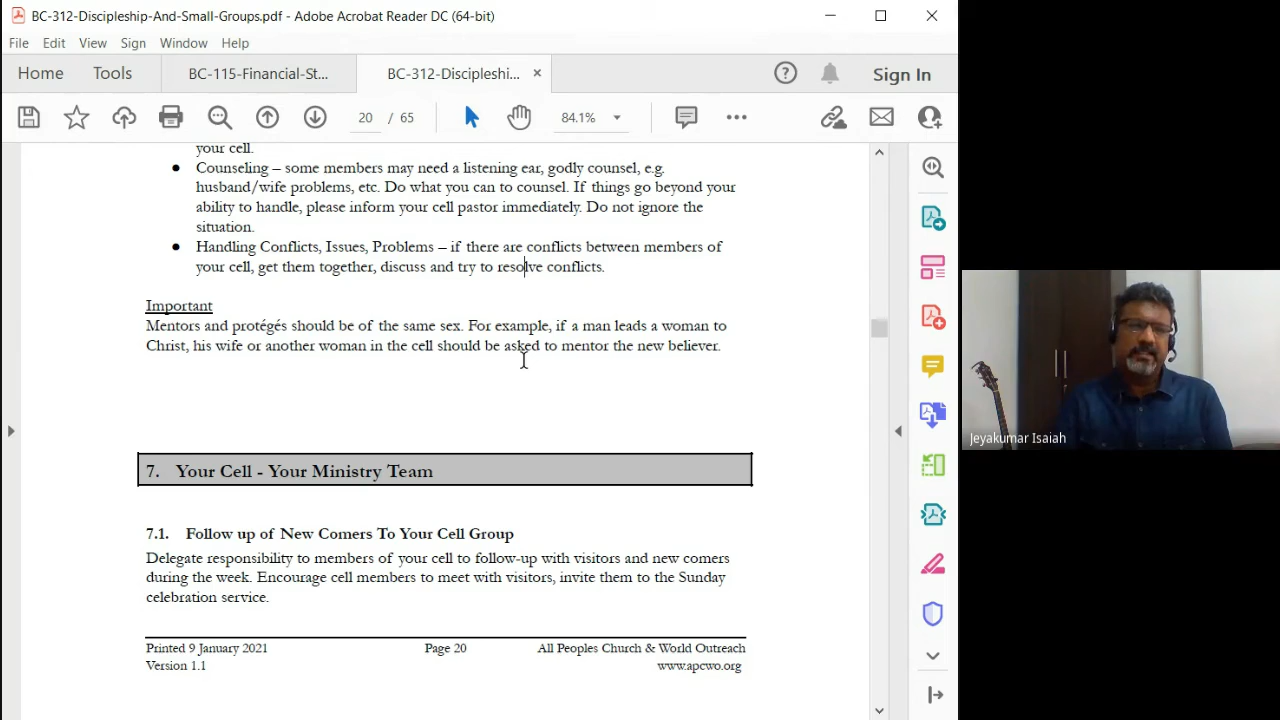 BC-312-Discipleship-And-Small-Groups.pdf - Adobe Acrobat Reader DC (64-bit)
File Edit View Sign Window Help
Home Tools BC-115-Financial-St... BC-312-Discipleshi... Sign In
20 / 65 84.1%
your cell.
● Counseling – some members may need a listening ear, godly counsel, e.g.
husband/wife problems, etc. Do what you can to counsel. If things go beyond your
ability to handle, please inform your cell pastor immediately. Do not ignore the
situation.
● Handling Conflicts, Issues, Problems – if there are conflicts between members of
your cell, get them together, discuss and try to resolve conflicts.
Important
Mentors and protégés should be of the same sex. For example, if a man leads a woman to
Christ, his wife or another woman in the cell should be asked to mentor the new believer.
Jeyakumar Isaiah
7. Your Cell - Your Ministry Team
7.1. Follow up of New Comers To Your Cell Group
Delegate responsibility to members of your cell to follow-up with visitors and new comers
during the week. Encourage cell members to meet with visitors, invite them to the Sunday
celebration service.
Printed 9 January 2021 Page 20 All Peoples Church & World Outreach
Version 1.1 www.apcwo.org